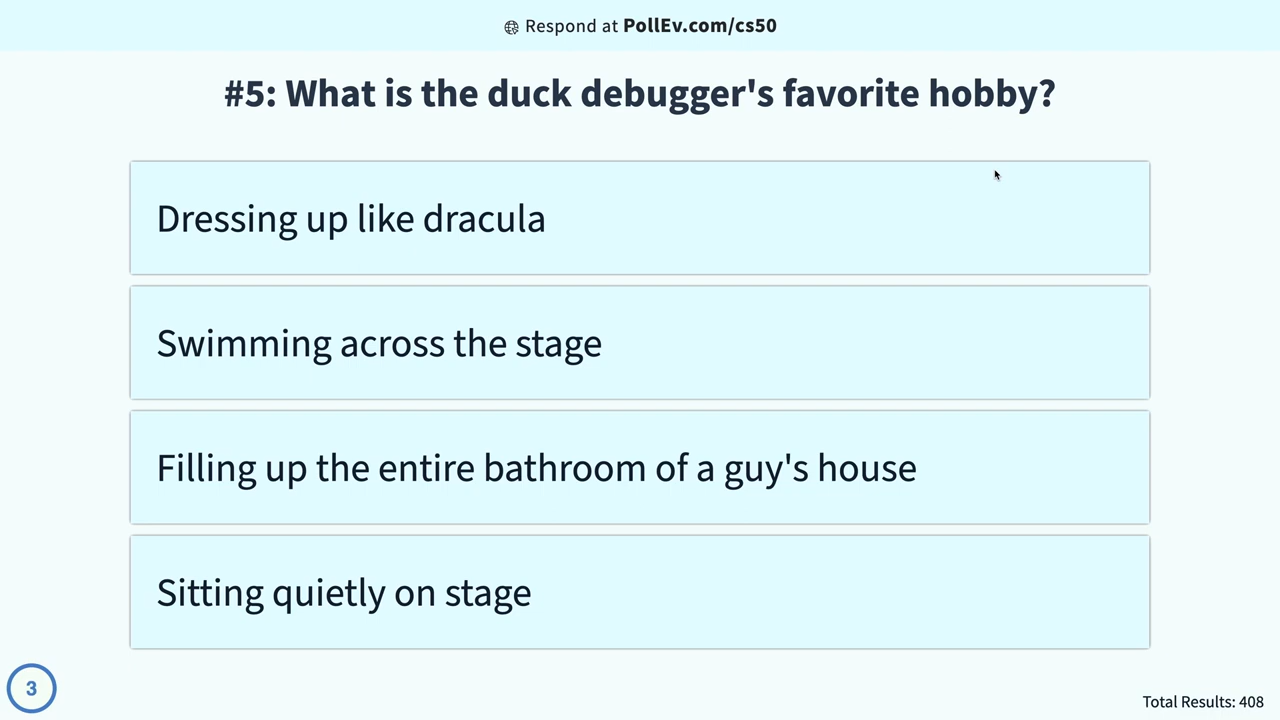 Respond at PollEv.com/cs50
#5: What is the duck debugger's favorite hobby?
Dressing up like dracula
Swimming across the stage
Filling up the entire bathroom of a guy's house
Sitting quietly on stage
3
Total Results: 408